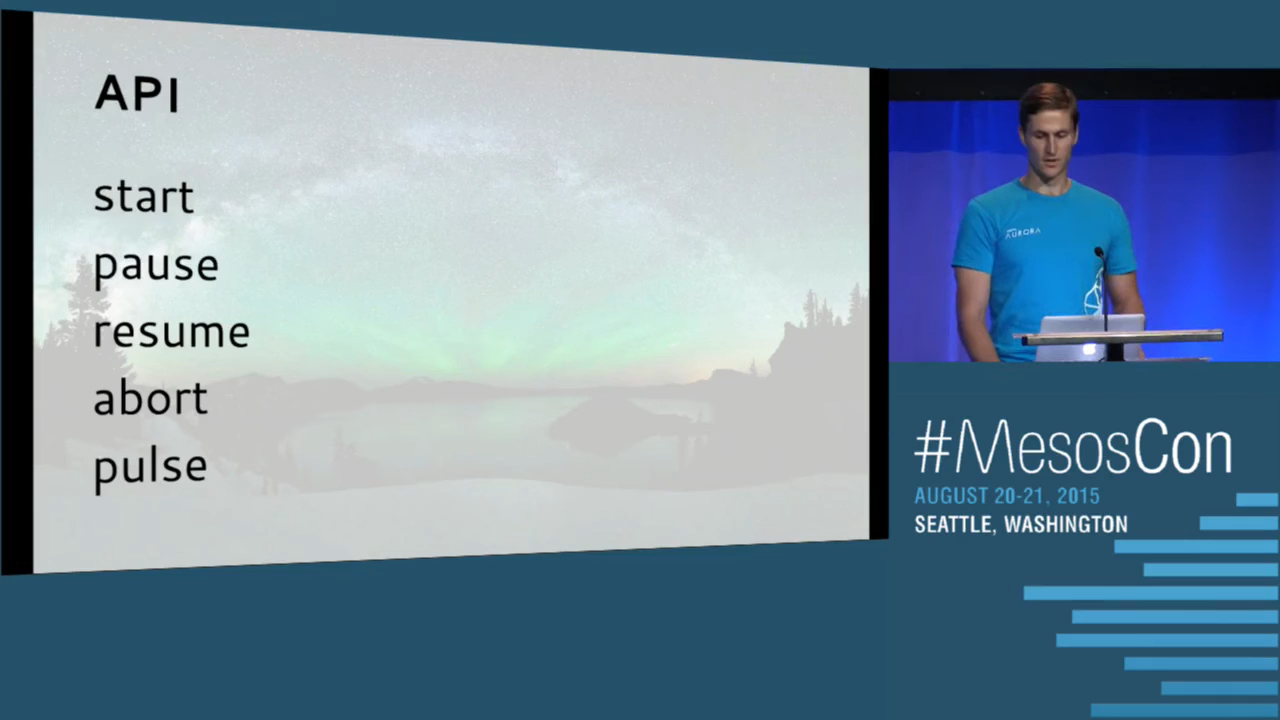 API
start
pause
resume
abort
pulse
AURORA
#MesosCon
AUGUST 20-21, 2015
SEATTLE, WASHINGTON